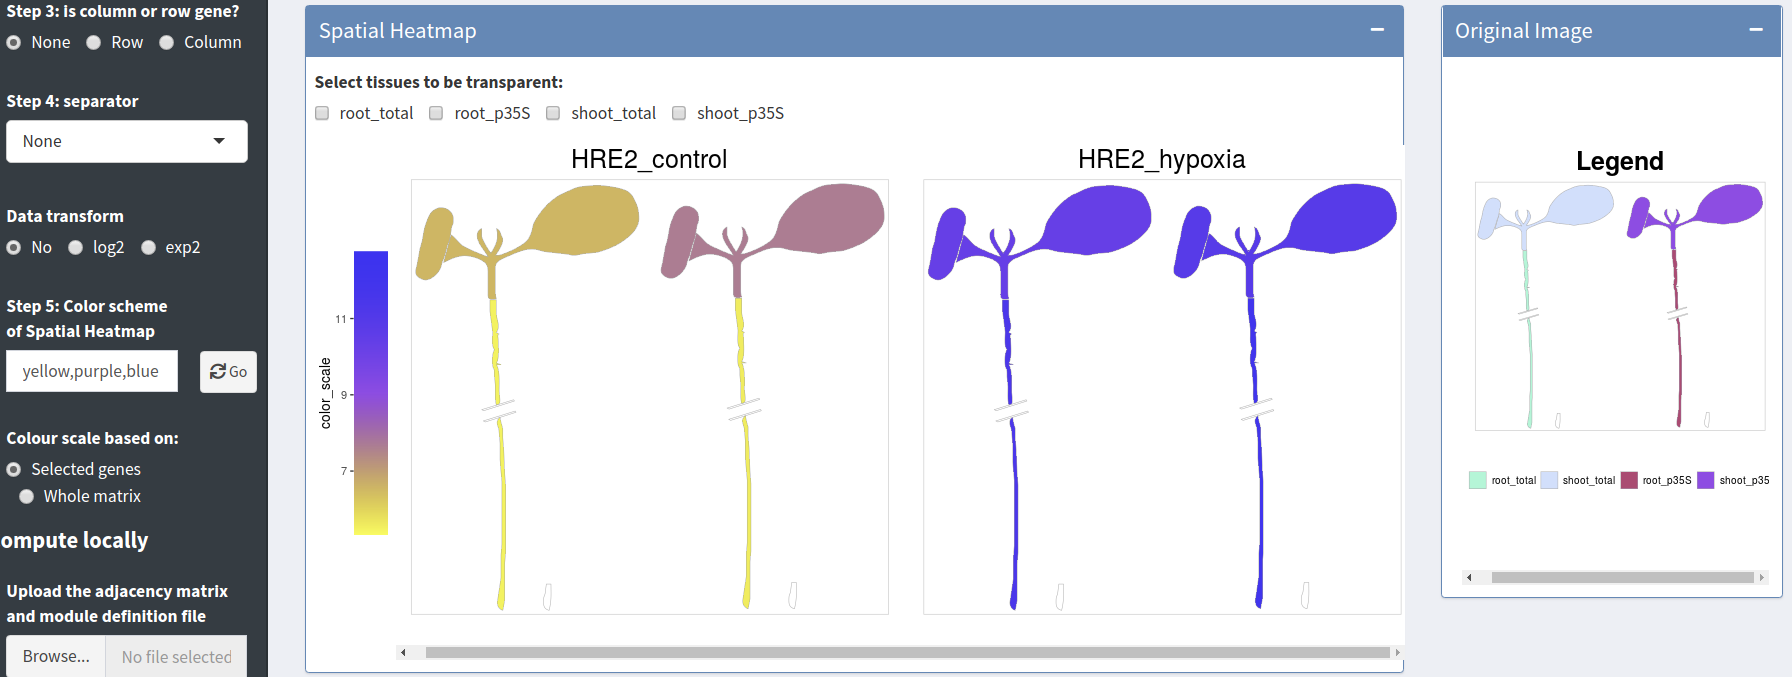 Step 3: is column or row gene?
None Row Column
Step 4: separator
None
Data transform
No log2 exp2
Step 5: Color scheme
of Spatial Heatmap
yellow,purple,blue Go
Colour scale based on:
Selected genes
Whole matrix
ompute locally
Upload the adjacency matrix
and module definition file
Browse... No file selected
Spatial Heatmap
Select tissues to be transparent:
root_total root_p35S shoot_total shoot_p35S
HRE2_control HRE2_hypoxia
color_scale
11
9
7
Original Image
Legend
root_total shoot_total root_p35S shoot_p35